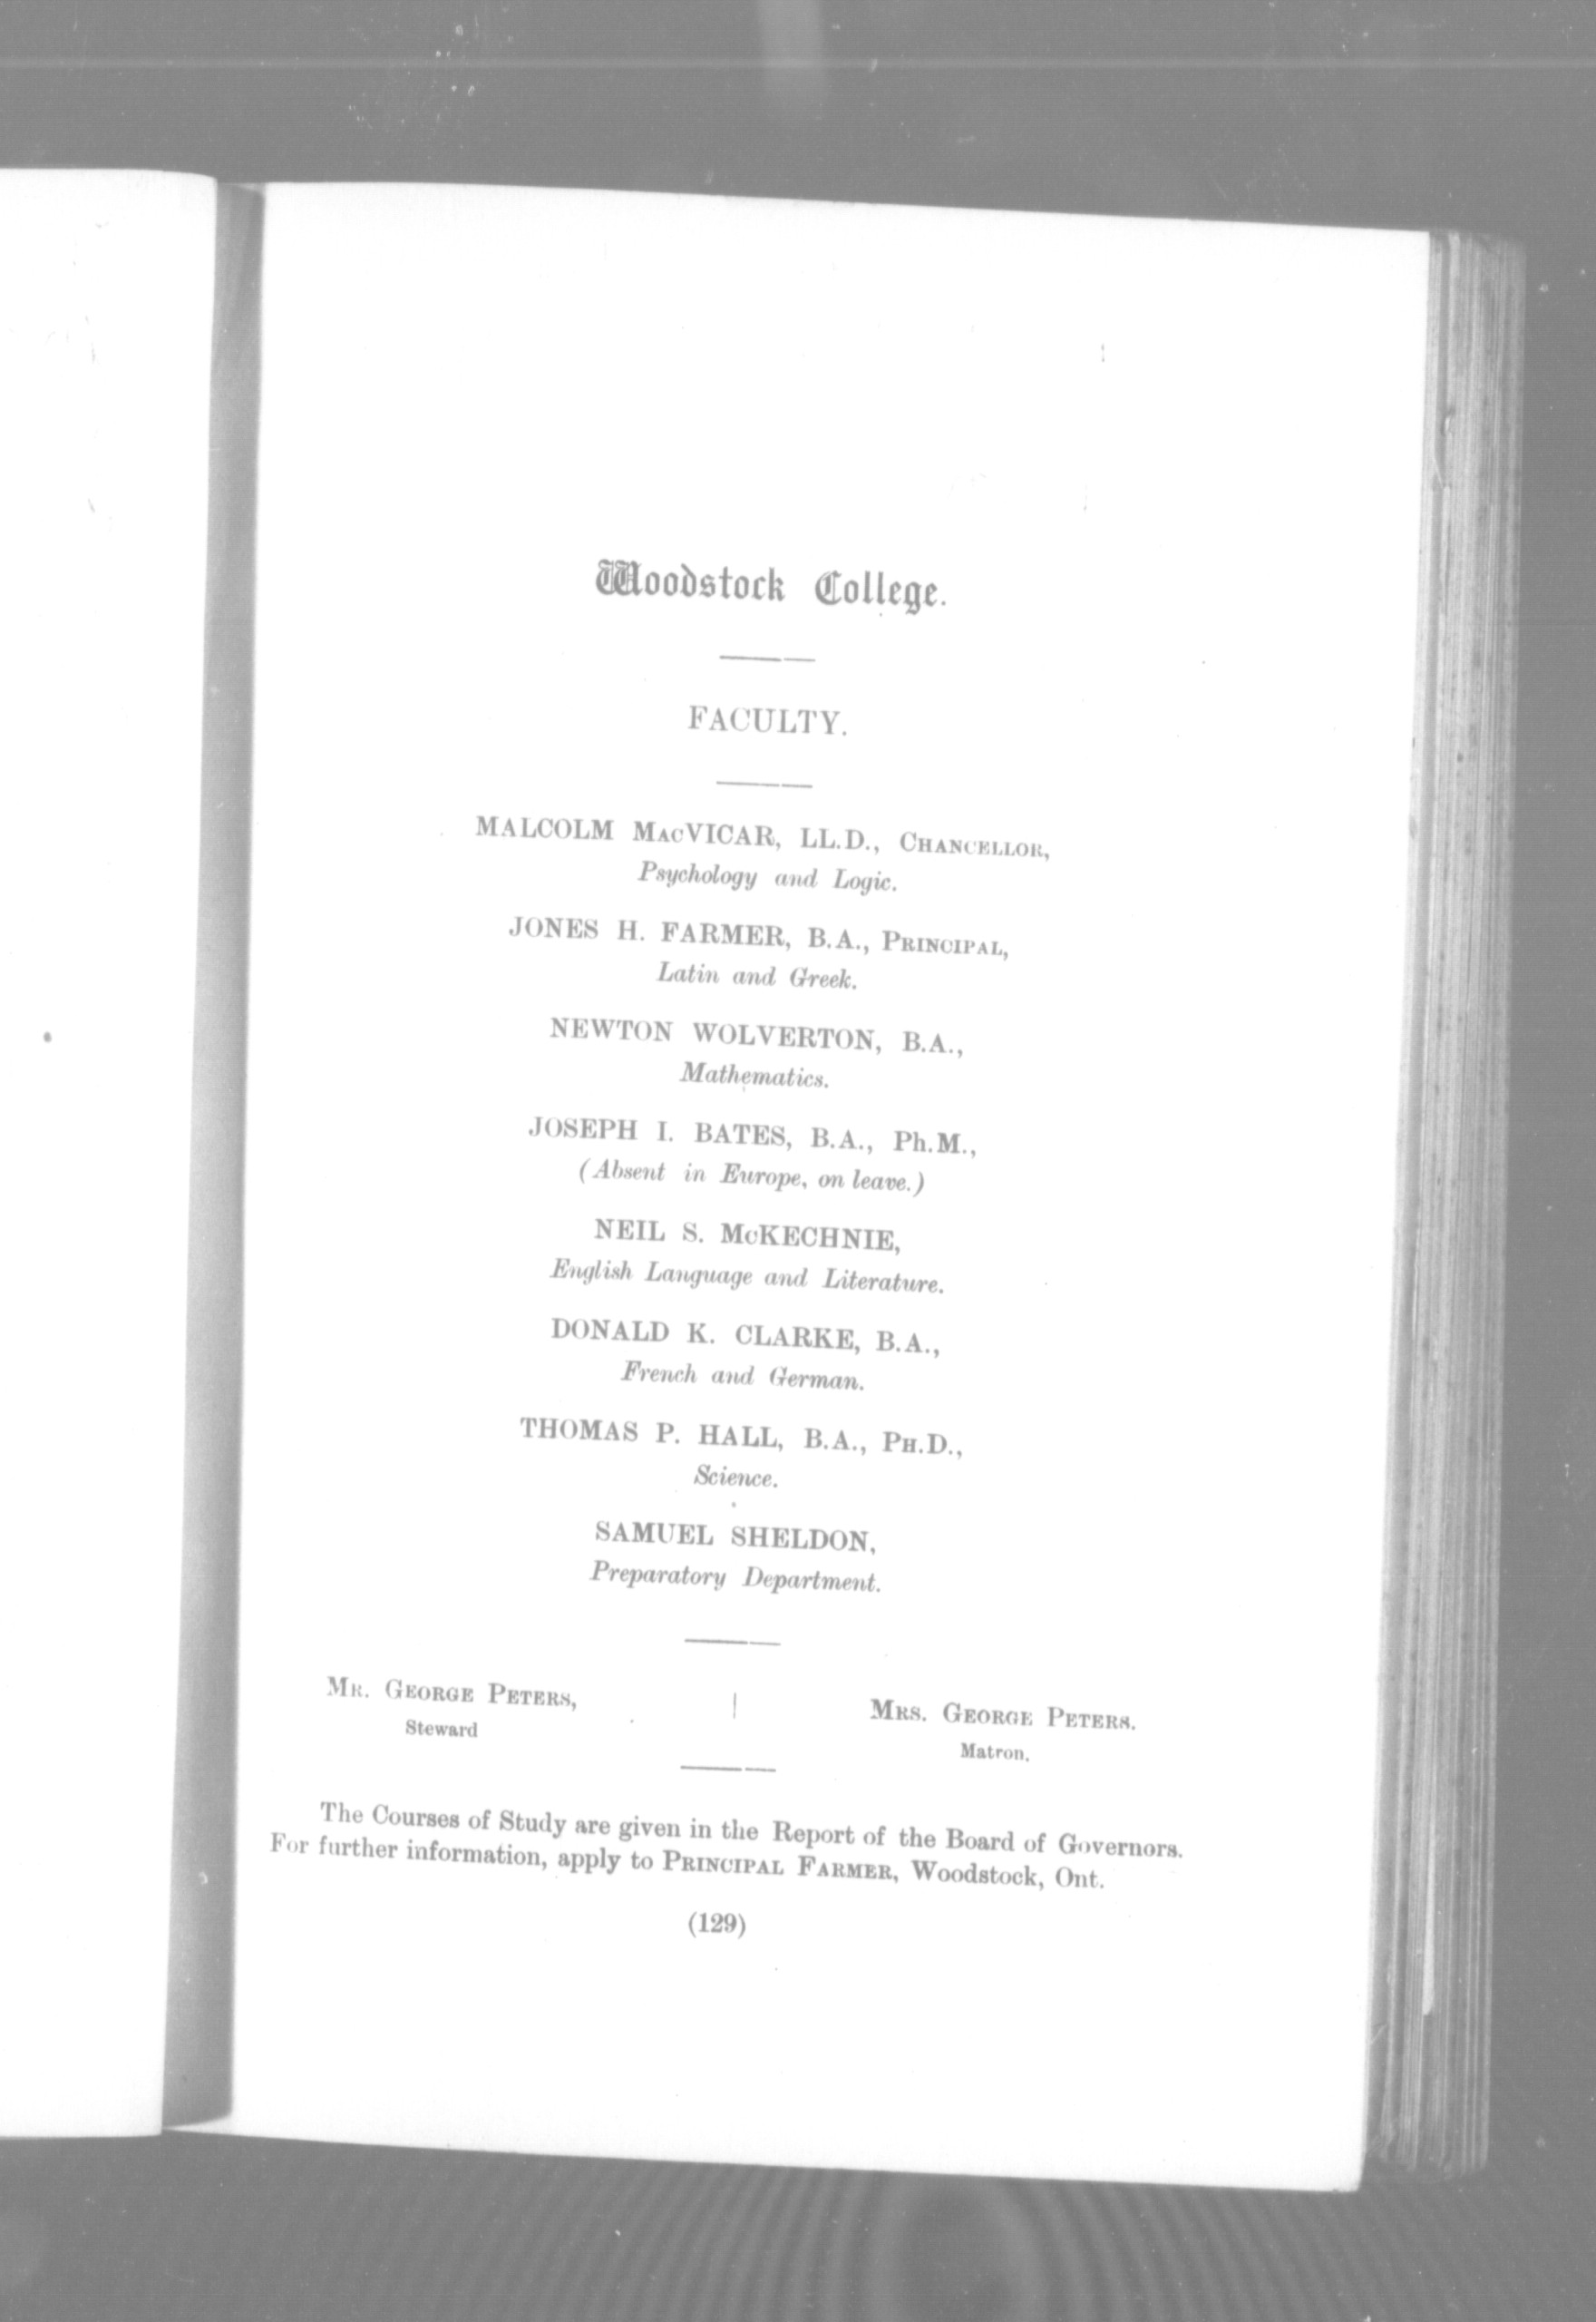 Woodstock College.
FACULTY.
MALCOLM MacVICAR, LL.D., Chancellor,
Psychology and Logic.
JONES H. FARMER, B.A., Principal,
Latin and Greek.
NEWTON WOLVERTON, B.A.,
Mathematics.
JOSEPH I. BATES, B.A., Ph.M.,
(Absent in Europe, on leave.)
NEIL S. McKECHNIE,
English Language and Literature.
DONALD K. CLARKE, B.A.,
French and German.
THOMAS P. HALL, B.A., Ph.D.,
Science.
SAMUEL SHELDON,
Preparatory Department.
Mr. George Peters, | Mrs. George Peters.
Steward Matron.
The Courses of Study are given in the Report of the Board of Governors.
For further information, apply to Principal Farmer, Woodstock, Ont.
(129)